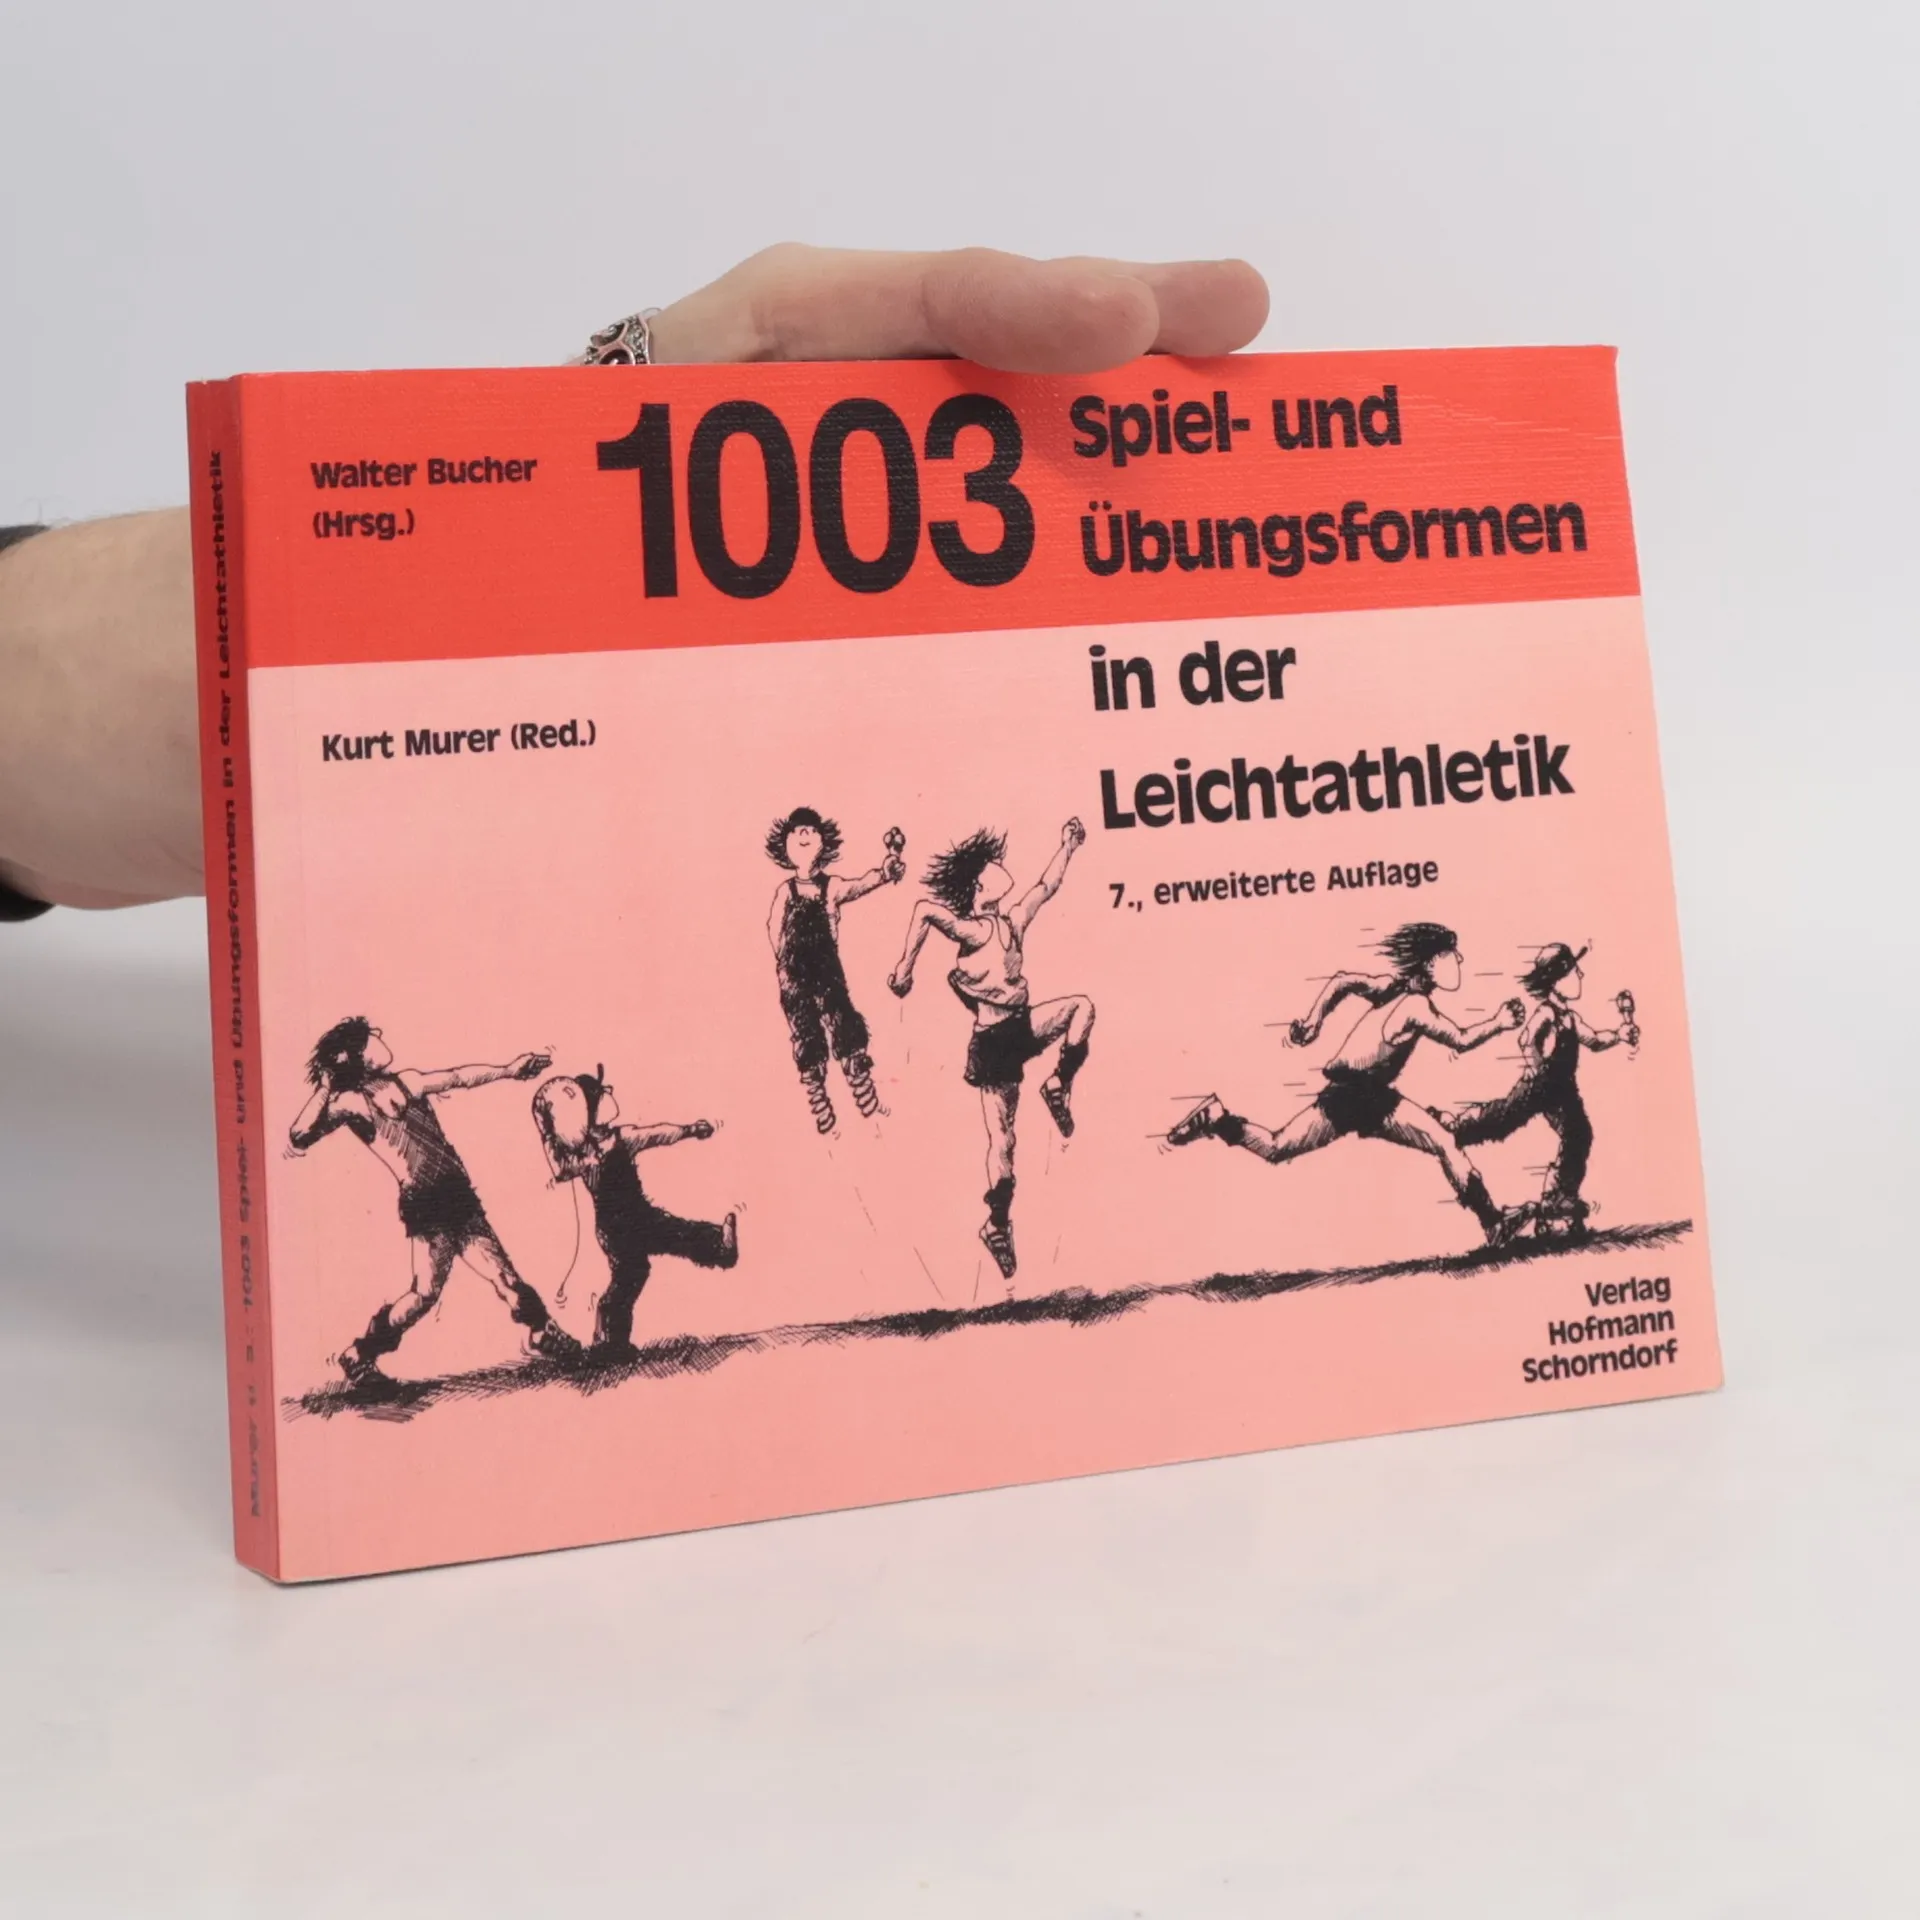 Walter Bucher
(Hrsg.)
1003
Spiel- und
Übungsformen
in der
Leichtathletik
7., erweiterte Auflage
Kurt Murer (Red.)
Verlag
Hofmann
Schorndorf
Murer 1003 Spiel- und Übungsformen in der Leichtathletik